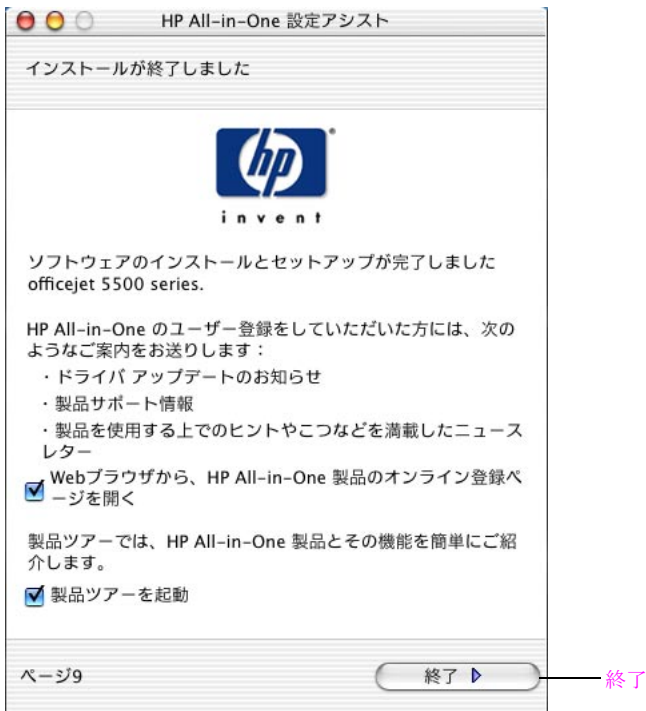 HP All-in-One 設定アシスト
インストールが終了しました
hp
invent
ソフトウェアのインストールとセットアップが完了しました
officejet 5500 series.
HP All-in-One のユーザー登録をしていただいた方には、次の
ようなご案内をお送りします：
・ドライバ アップデートのお知らせ
・製品サポート情報
・製品を使用する上でのヒントやこつなどを満載したニュース
レター
Webブラウザから、HP All-in-One 製品のオンライン登録ペ
ージを開く
製品ツアーでは、HP All-in-One 製品とその機能を簡単にご紹
介します。
製品ツアーを起動
ページ9
終了
終了